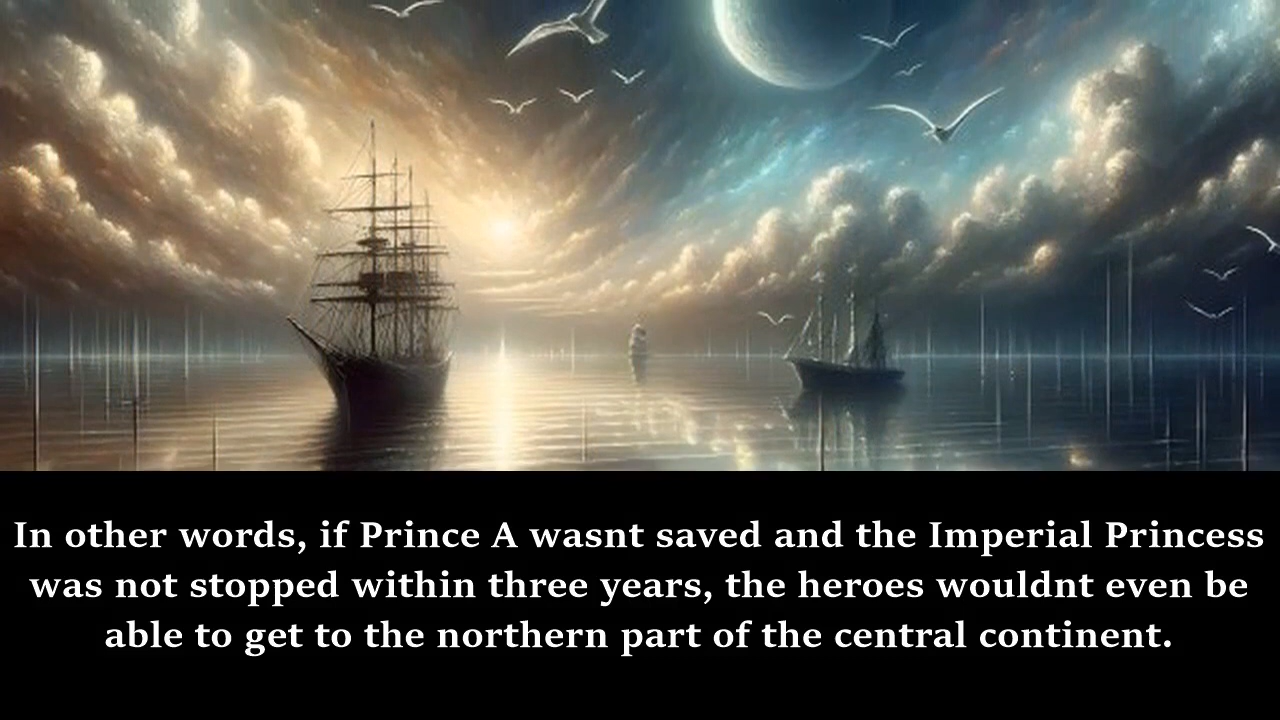 In other words, if Prince A wasnt saved and the Imperial Princess
was not stopped within three years, the heroes wouldnt even be
able to get to the northern part of the central continent.